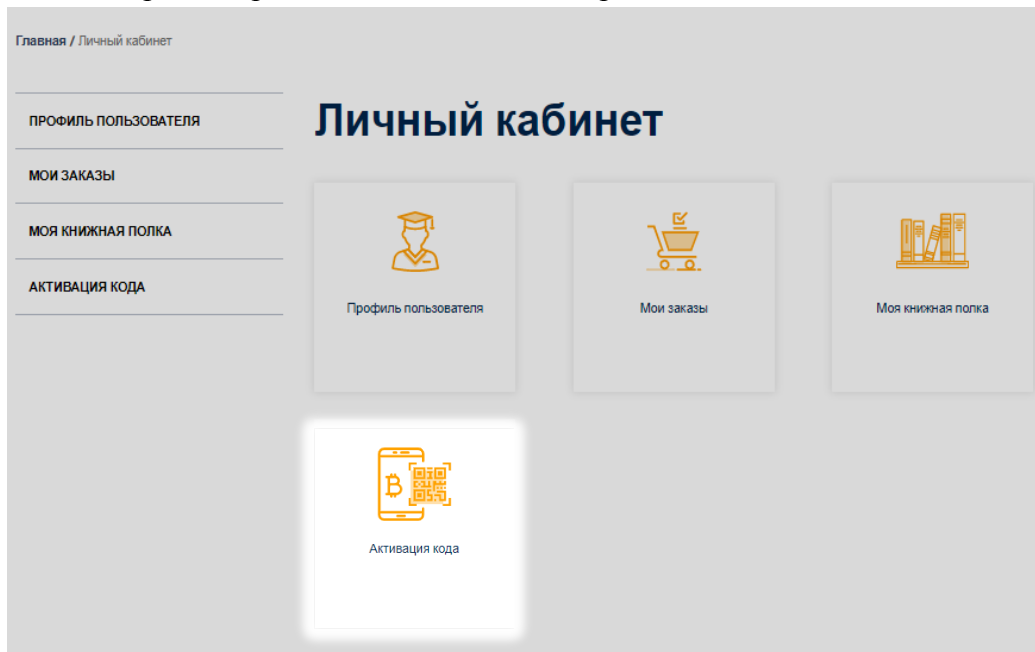 Главная / Личный кабинет
ПРОФИЛЬ ПОЛЬЗОВАТЕЛЯ
МОИ ЗАКАЗЫ
МОЯ КНИЖНАЯ ПОЛКА
АКТИВАЦИЯ КОДА
Личный кабинет
Профиль пользователя
Мои заказы
Моя книжная полка
Активация кода